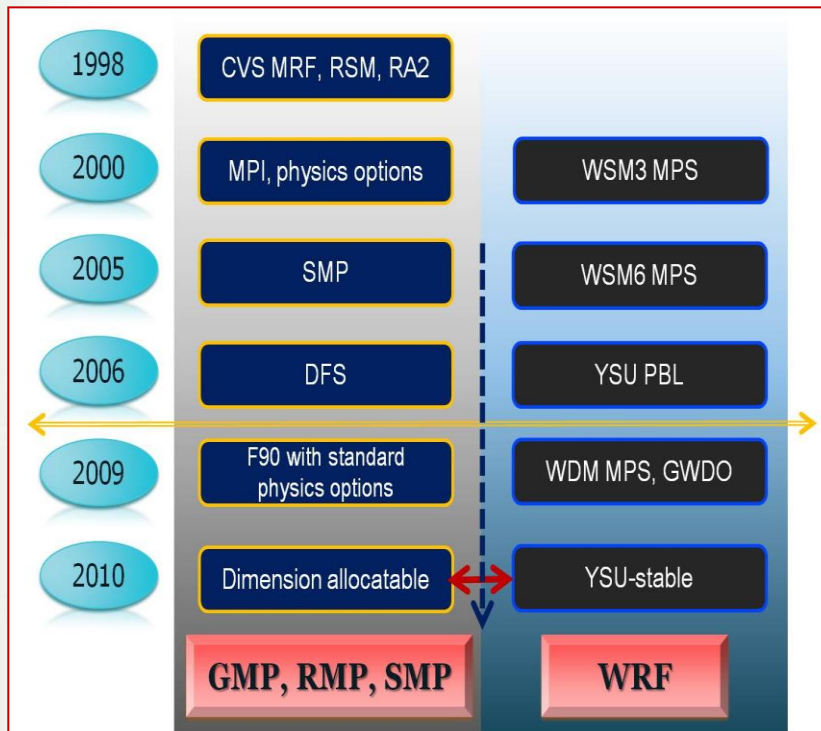 1998
CVS MRF, RSM, RA2
2000
MPI, physics options
WSM3 MPS
2005
SMP
WSM6 MPS
2006
DFS
YSU PBL
2009
F90 with standard
physics options
WDM MPS, GWDO
2010
Dimension allocatable
YSU-stable
GMP, RMP, SMP
WRF